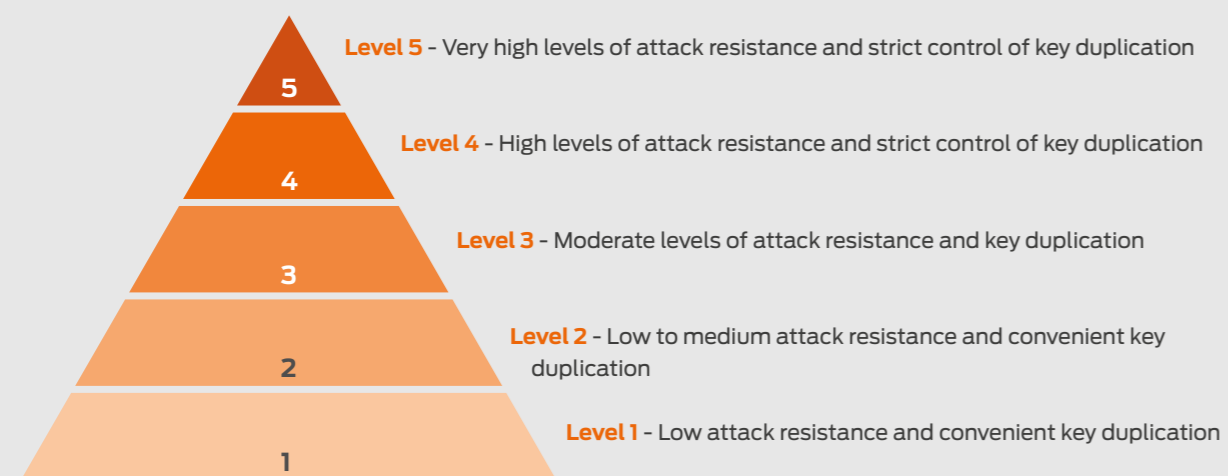 Level 5 - Very high levels of attack resistance and strict control of key duplication
5
Level 4 - High levels of attack resistance and strict control of key duplication
4
Level 3 - Moderate levels of attack resistance and key duplication
3
Level 2 - Low to medium attack resistance and convenient key
duplication
2
Level 1 - Low attack resistance and convenient key duplication
1